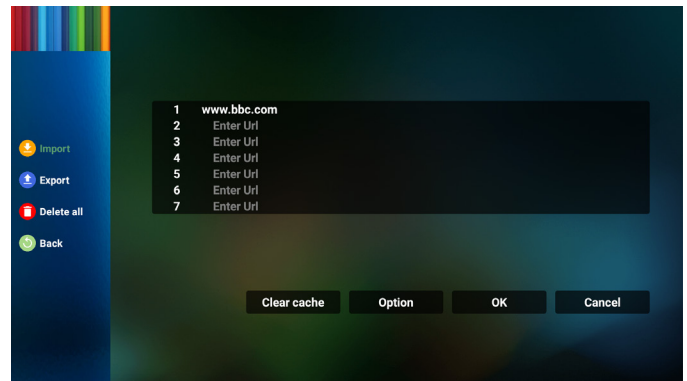 1 www.bbc.com
2 Enter Url
3 Enter Url
4 Enter Url
5 Enter Url
6 Enter Url
7 Enter Url
Import
Export
Delete all
Back
Clear cache Option OK Cancel